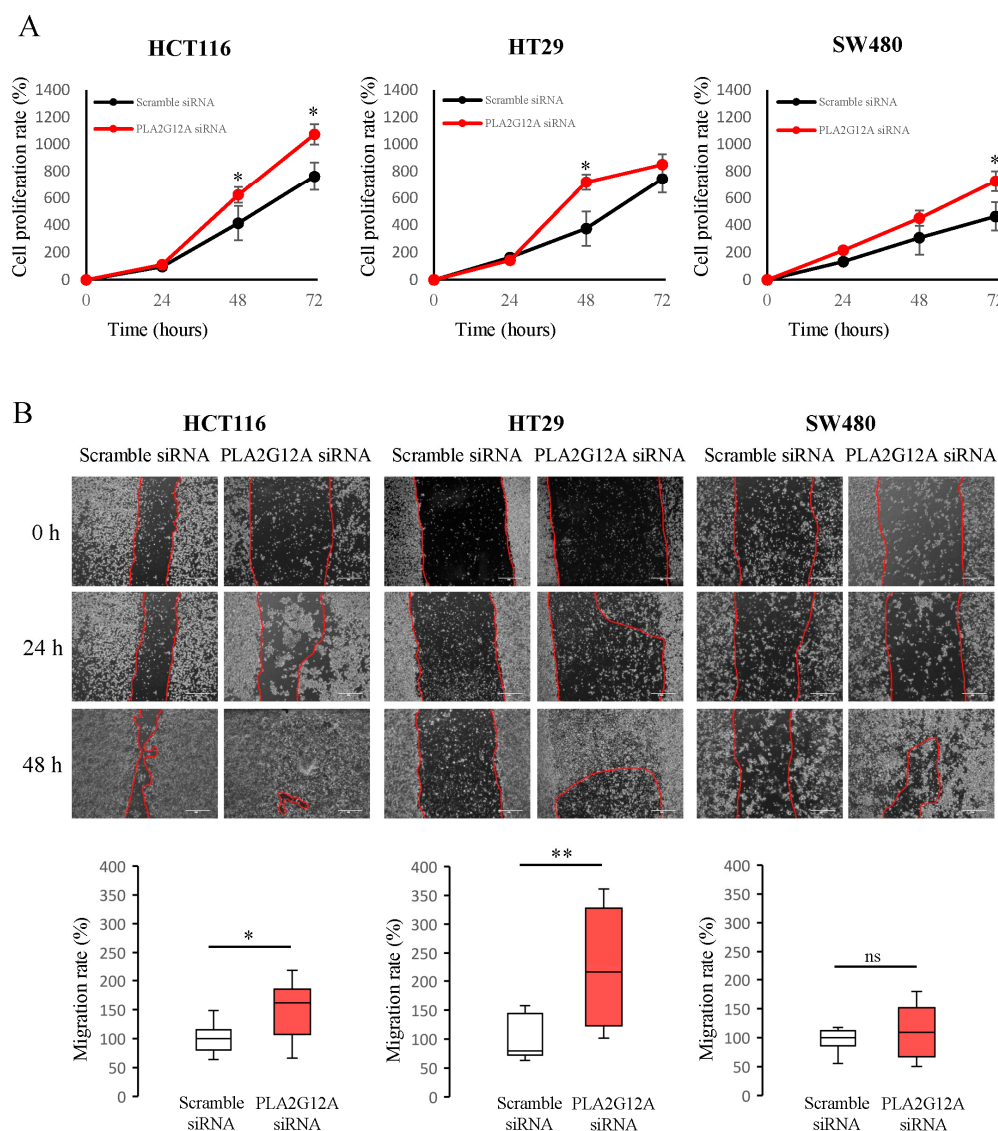 A
HCT116
HT29
SW480
Cell proliferation rate (%)
1400
1200
1000
800
600
400
200
0
Scramble siRNA
PLA2G12A siRNA
*
*
0
24
48
72
Time (hours)
Cell proliferation rate (%)
1400
1200
1000
800
600
400
200
0
Scramble siRNA
PLA2G12A siRNA
*
0
24
48
72
Time (hours)
Cell proliferation rate (%)
1400
1200
1000
800
600
400
200
0
Scramble siRNA
PLA2G12A siRNA
*
0
24
48
72
Time (hours)
B
HCT116
HT29
SW480
Scramble siRNA PLA2G12A siRNA
Scramble siRNA PLA2G12A siRNA
Scramble siRNA PLA2G12A siRNA
0 h
24 h
48 h
Migration rate (%)
400
350
300
250
200
150
100
50
0
*
Scramble
siRNA
PLA2G12A
siRNA
Migration rate (%)
400
350
300
250
200
150
100
50
0
**
Scramble
siRNA
PLA2G12A
siRNA
Migration rate (%)
400
350
300
250
200
150
100
50
0
ns
Scramble
siRNA
PLA2G12A
siRNA